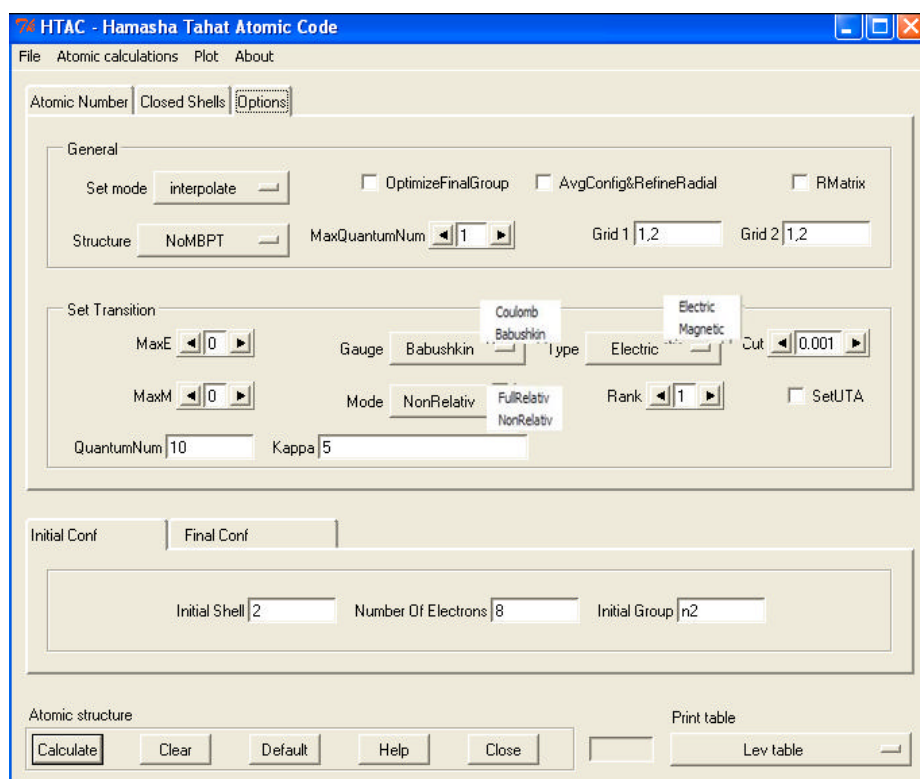 HTAC - Hamasha Tahat Atomic Code
File Atomic calculations Plot About
Atomic Number Closed Shells Options
General
Set mode interpolate OptimizeFinalGroup AvgConfig&RefineRadial RMatrix
Structure NoMBPT MaxQuantumNum 1 Grid 1 1,2 Grid 2 1,2
Set Transition
Coulomb Electric
Babushkin Magnetic
MaxE 0 Gauge Babushkin Type Electric Cut 0.001
MaxM 0 Mode NonRelativ FullRelativ Rank 1 SetUTA
NonRelativ
QuantumNum 10 Kappa 5
Initial Conf Final Conf
Initial Shell 2 Number Of Electrons 8 Initial Group n2
Atomic structure Print table
Calculate Clear Default Help Close Lev table